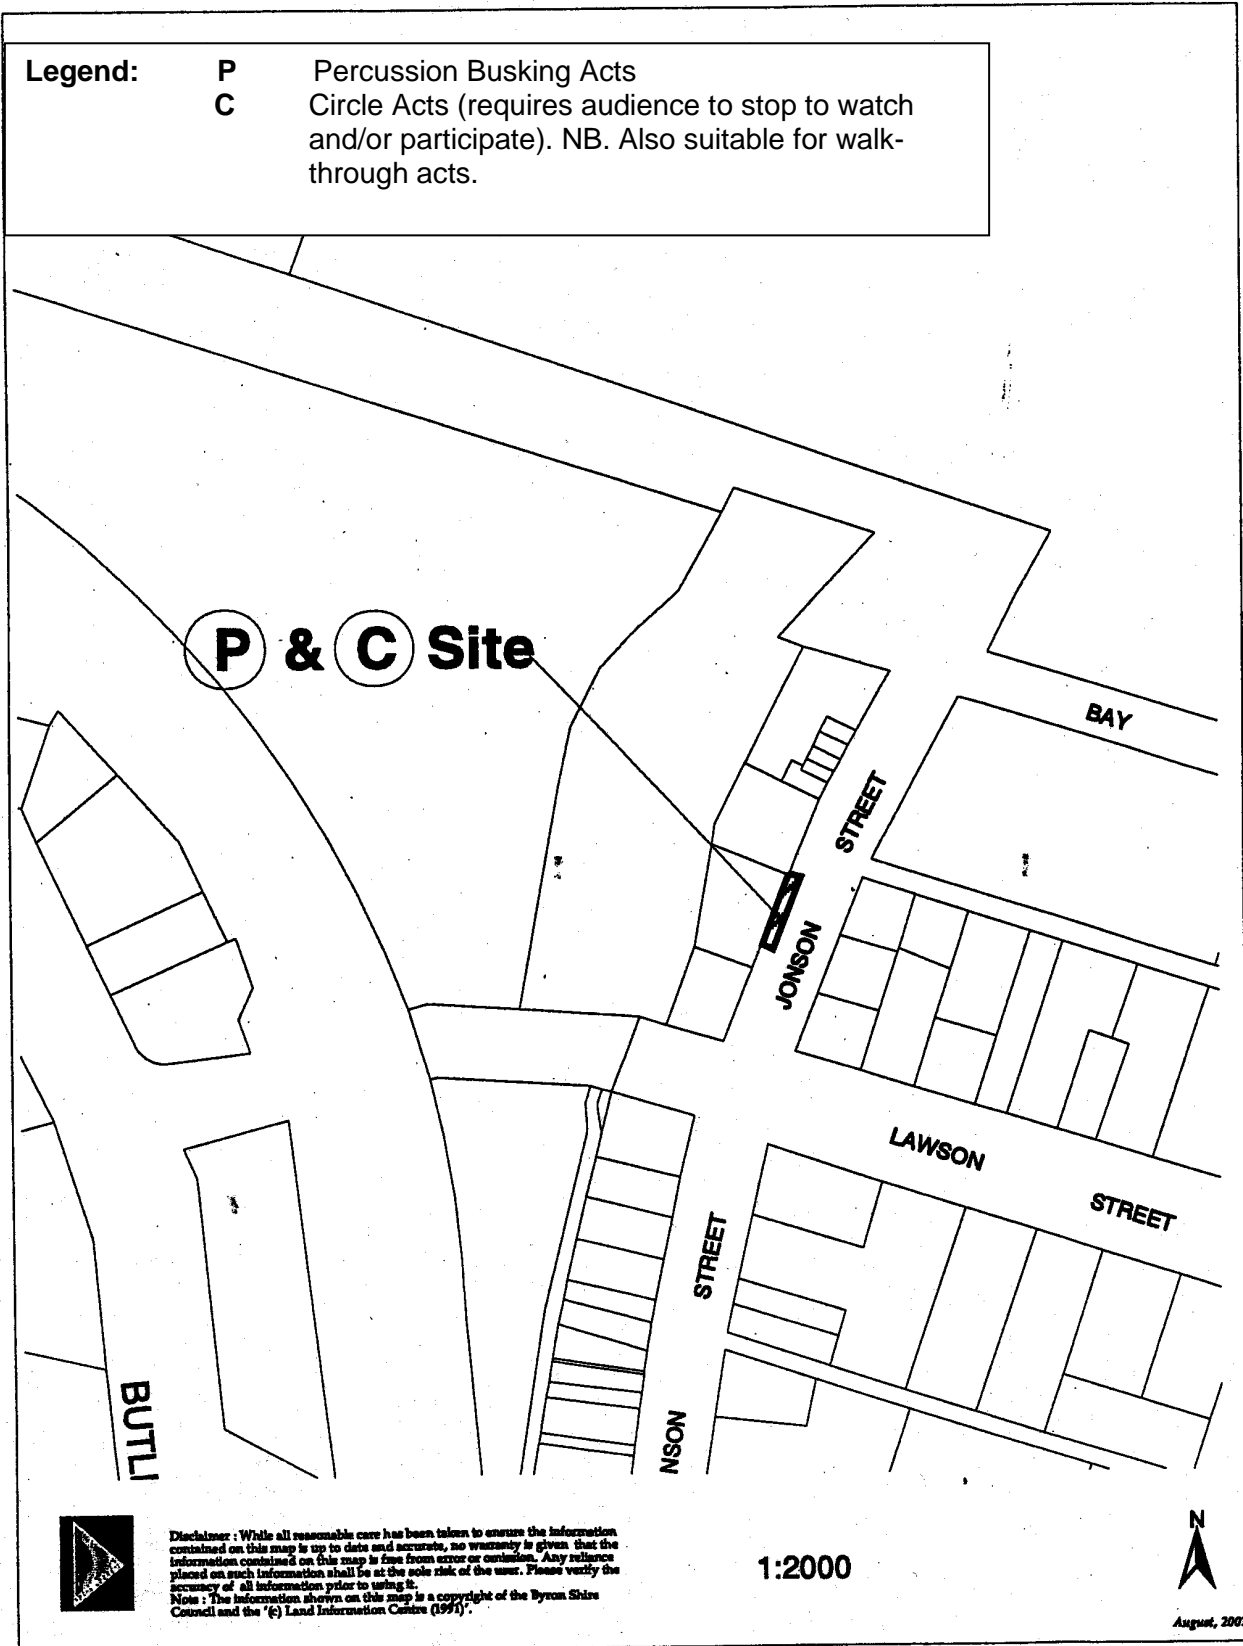 Legend: P Percussion Busking Acts
C Circle Acts (requires audience to stop to watch
and/or participate). NB. Also suitable for walk-
through acts.
P & C Site
BAY
STREET
JONSON
LAWSON
STREET
STREET
NSON
BUTLI
Disclaimer : While all reasonable care has been taken to ensure the information
contained on this map is up to date and accurate, no warranty is given that the
information contained on this map is free from error or omission. Any reliance
placed on such information shall be at the sole risk of the user. Please verify the
accuracy of all information prior to using it.
Note : The information shown on this map is a copyright of the Byron Shire
Council and the '(c) Land Information Centre (1991)'.
1:2000
N
August,